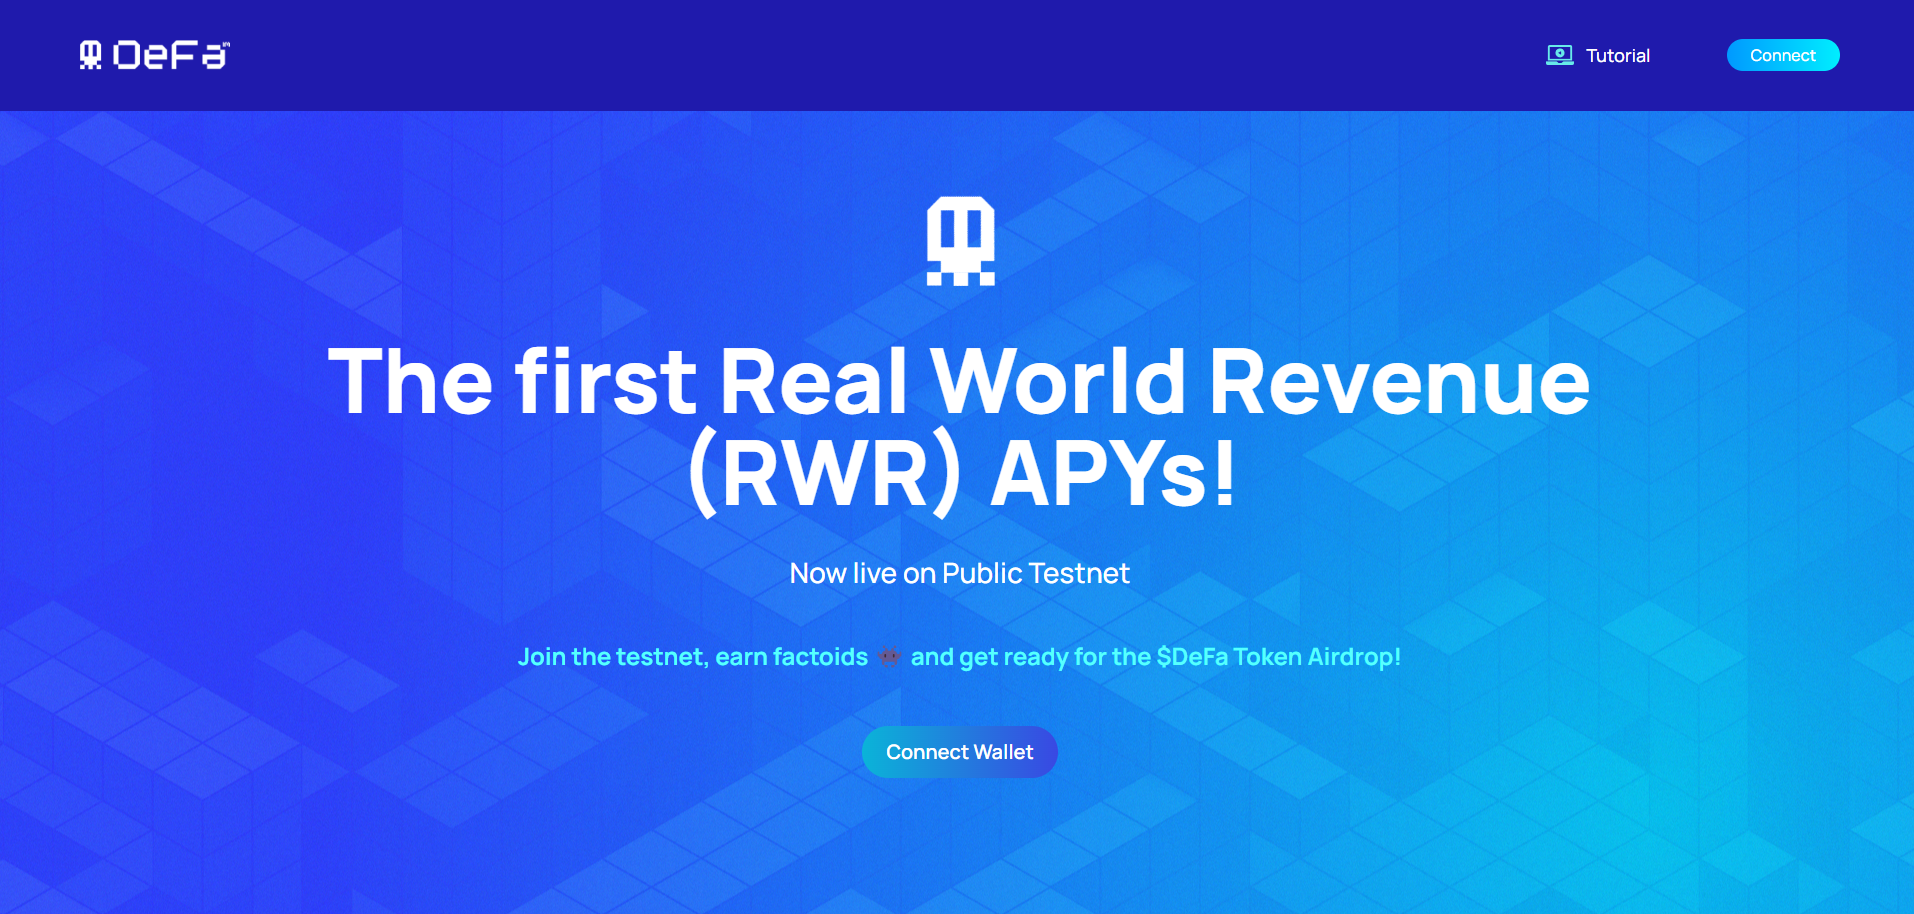 DeFa
Tutorial
Connect
The first Real World Revenue
(RWR) APYs!
Now live on Public Testnet
Join the testnet, earn factoids 👾 and get ready for the $DeFa Token Airdrop!
Connect Wallet